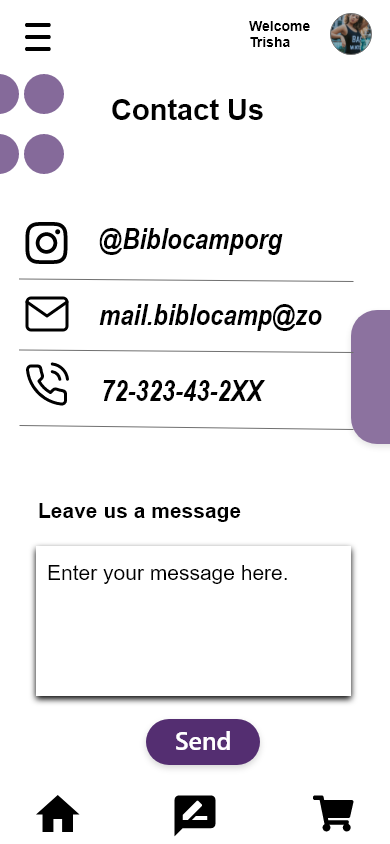 Welcome
Trisha
Contact Us
@Biblocamporg
mail.biblocamp@zo
72-323-43-2XX
Leave us a message
Enter your message here.
Send